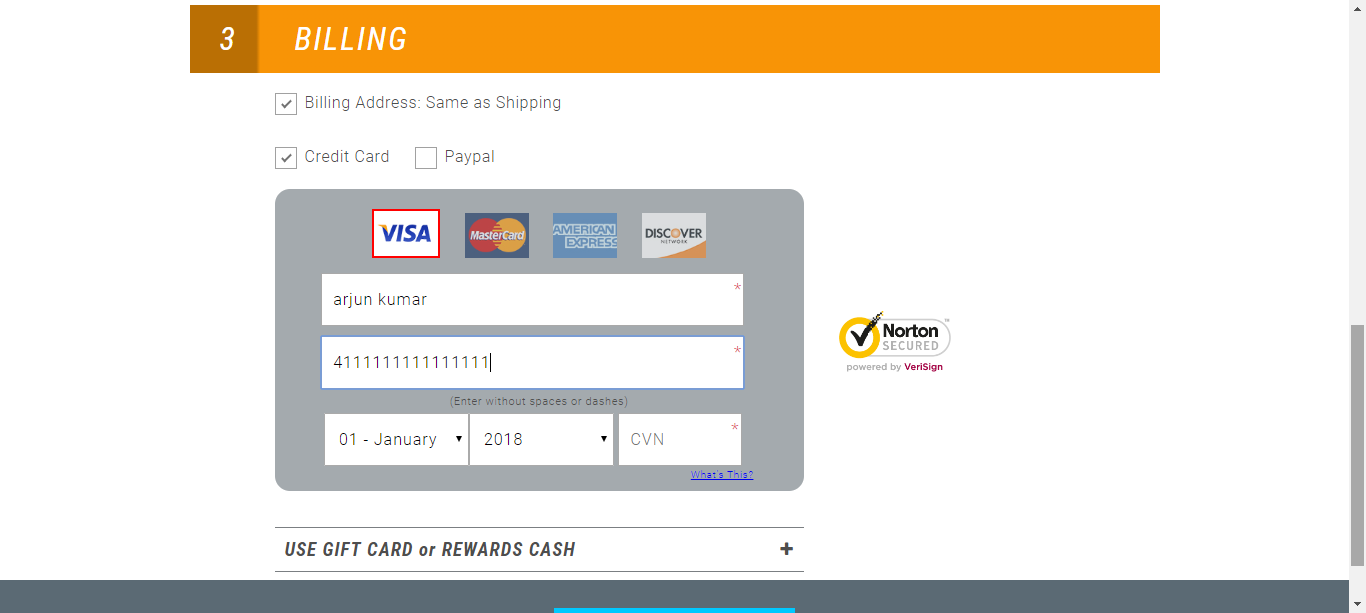 3 BILLING
Billing Address: Same as Shipping
Credit Card Paypal
VISA MasterCard AMERICAN EXPRESS DISCOVER NETWORK
arjun kumar *
4111111111111111 *
(Enter without spaces or dashes)
01 - January 2018 CVN *
What's This?
Norton™
SECURED
powered by VeriSign
USE GIFT CARD or REWARDS CASH +